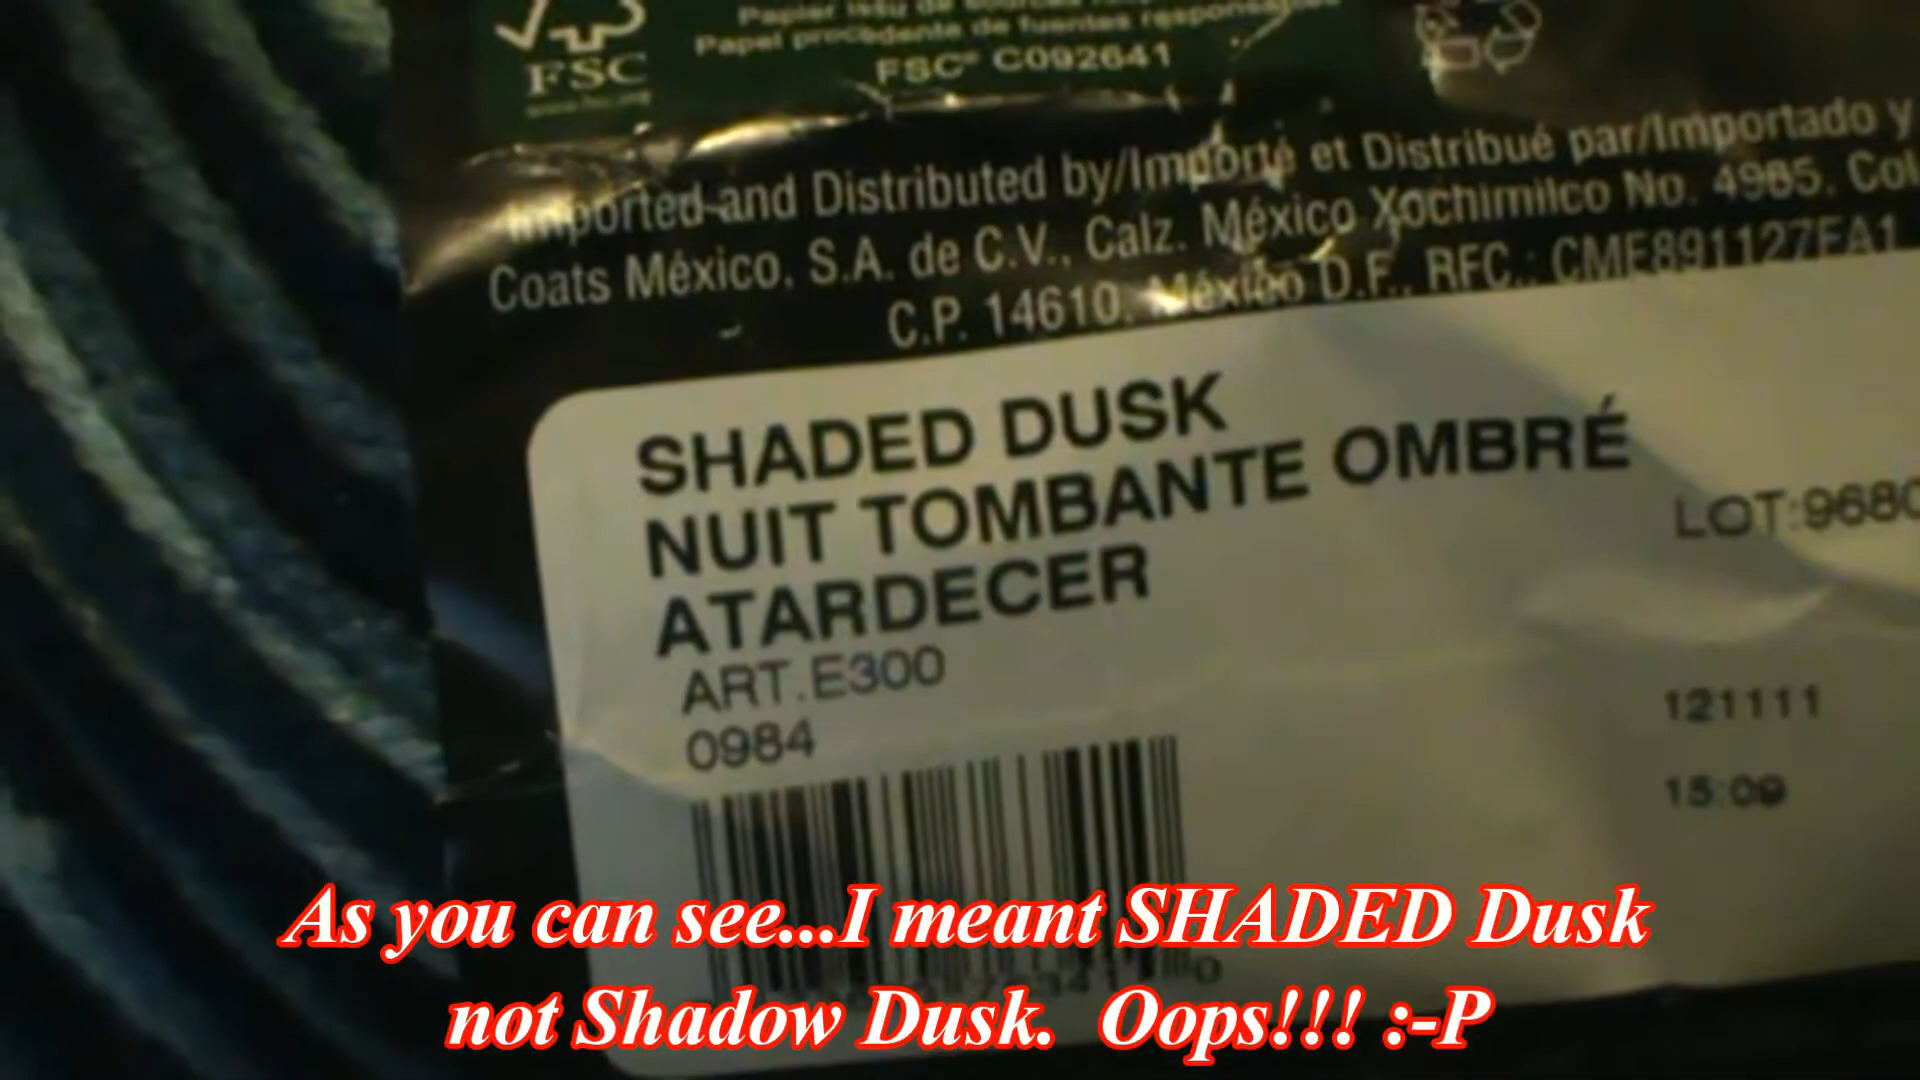 Papier issu de sources
Papel procedente de fuentes responsables
FSC® C092641
FSC
Imported and Distributed by/Importé et Distribué par/Importado y
Coats México, S.A. de C.V., Calz. México Xochimilco No. 4985. Col
C.P. 14610. México D.F.. RFC.: CME891127EA1
SHADED DUSK
NUIT TOMBANTE OMBRÉ
ATARDECER
LOT:9680
ART.E300
0984
121111
15:09
As you can see...I meant SHADED Dusk
not Shadow Dusk. Oops!!! :-P